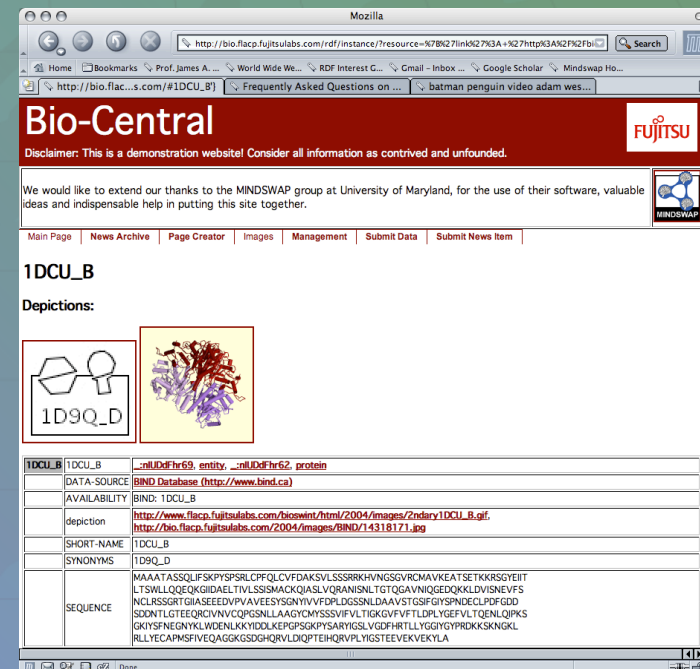 Mozilla
http://bio.flacp.fujitsulabs.com/rdf/instance/?resource=%7B%27link%27%3A+%27http%3A%2F%2Fbi
Search
Home Bookmarks Prof. James A. ... World Wide We... RDF Interest G... Gmail - Inbox ... Google Scholar Mindswap Ho...
http://bio.flac...s.com/#1DCU_B'} Frequently Asked Questions on ... batman penguin video adam wes...
Bio-Central
FUJITSU
Disclaimer: This is a demonstration website! Consider all information as contrived and unfounded.
We would like to extend our thanks to the MINDSWAP group at University of Maryland, for the use of their software, valuable
ideas and indispensable help in putting this site together.
MINDSWAP
Main Page News Archive Page Creator Images Management Submit Data Submit News Item
1DCU_B
Depictions:
1D9Q_D
1DCU_B 1DCU_B _:nlUDdFhr69, entity, _:nlUDdFhr62, protein
DATA-SOURCE BIND Database (http://www.bind.ca)
AVAILABILITY BIND: 1DCU_B
depiction http://www.flacp.fujitsulabs.com/bioswint/html/2004/images/2ndary1DCU_B.gif,
http://bio.flacp.fujitsulabs.com/2004/images/BIND/14318171.jpg
SHORT-NAME 1DCU_B
SYNONYMS 1D9Q_D
SEQUENCE
MAAATASSQLIFSKPYSPSRLCPFQLCVFDAKSVLSSSRRKHVNGSGVRCMAVKEATSETKKRSGYEIIT
LTSWLLQQEQKGIIDAELTIVLSSISMACKQIASLVQRANISNLTGTQGAVNIQGEDQKKLDVISNEVFS
NCLRSSGRTGIIASEEEDVPVAVEESYSGNYIVVFDPLDGSSNLDAAVSTGSIFGIYSPNDECLPDFGDD
SDDNTLGTEEQRCIVNVCQPGSNLLAAGYCMYSSSVIFVLTIGKGVFVFTLDPLYGEFVLTQENLQIPKS
GKIYSFNEGNYKLWDENLKKYIDDLKEPGPSGKPYSARYIGSLVGDFHRTLLYGGIYGYPRDKKSKNGKL
RLLYECAPMSFIVEQAGGKGSDGHQRVLDIQPTEIHQRVPLYIGSTEEVEKVEKYLA
Done